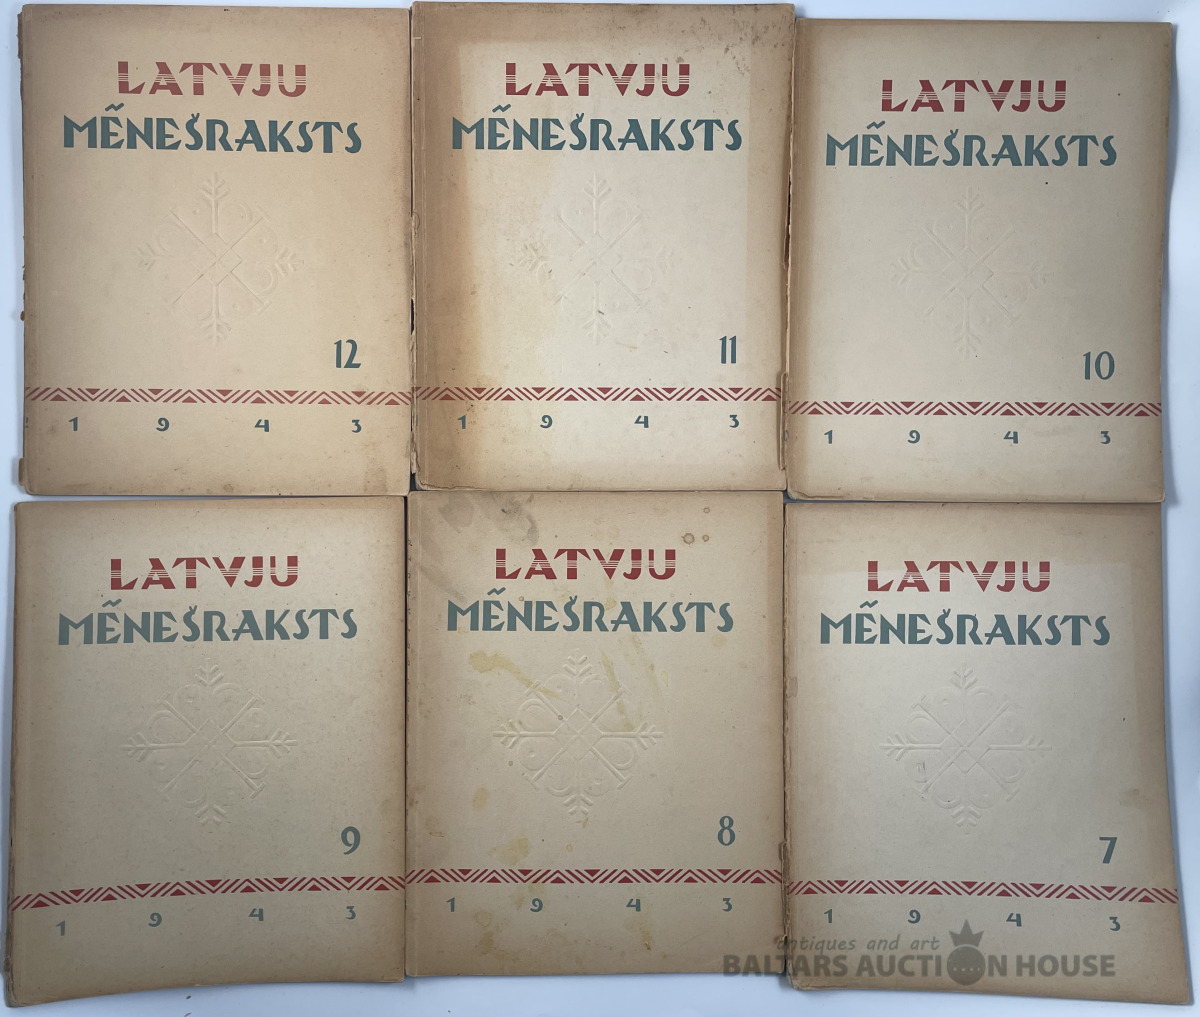 LATVJU
MĒNEŠRAKSTS
12
1 9 4 3
LATVJU
MĒNEŠRAKSTS
11
1 9 4 3
LATVJU
MĒNEŠRAKSTS
10
1 9 4 3
LATVJU
MĒNEŠRAKSTS
9
1 9 4 3
LATVJU
MĒNEŠRAKSTS
8
1 9 4 3
LATVJU
MĒNEŠRAKSTS
7
1 9 4 3
antiques and art
BALTARS AUCTION HOUSE